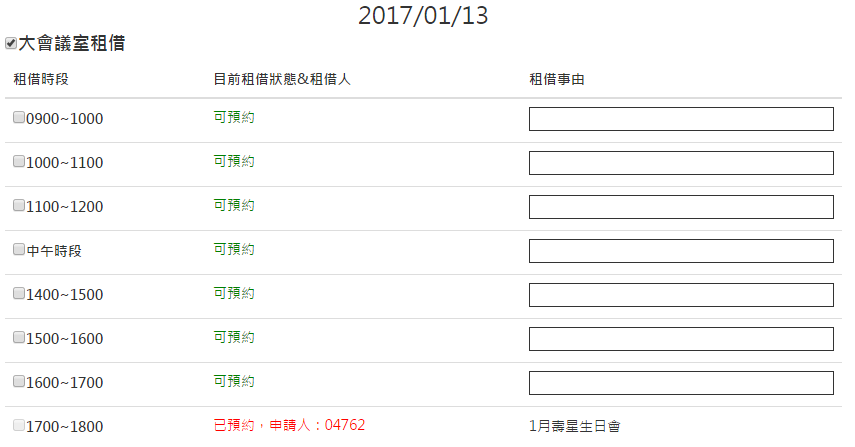 2017/01/13
大會議室租借
租借時段 目前租借狀態&租借人 租借事由
0900~1000 可預約
1000~1100 可預約
1100~1200 可預約
中午時段 可預約
1400~1500 可預約
1500~1600 可預約
1600~1700 可預約
1700~1800 已預約，申請人：04762 1月壽星生日會